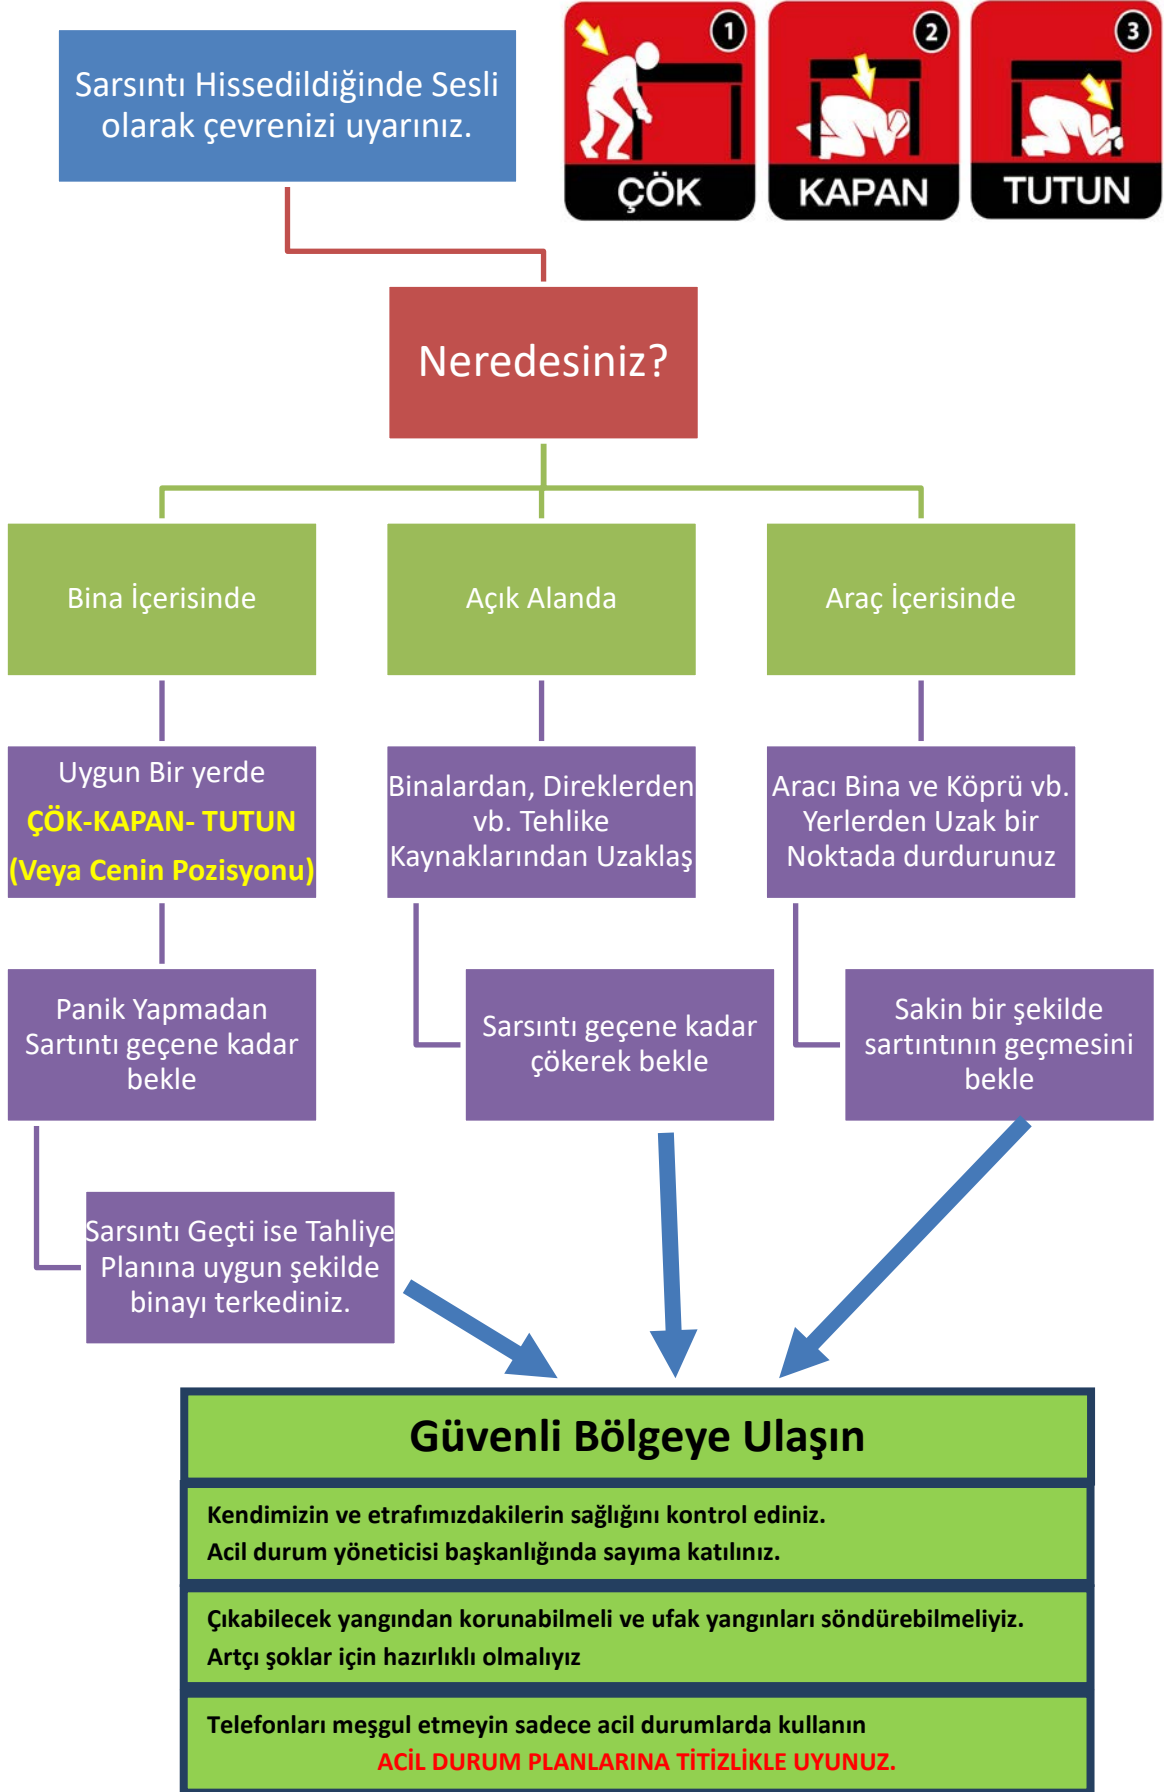 Sarsıntı Hissedildiğinde Sesli
olarak çevrenizi uyarınız.
1
ÇÖK
2
KAPAN
3
TUTUN
Neredesiniz?
Bina İçerisinde
Açık Alanda
Araç İçerisinde
Uygun Bir yerde
ÇÖK-KAPAN- TUTUN
(Veya Cenin Pozisyonu)
Binalardan, Direklerden
vb. Tehlike
Kaynaklarından Uzaklaş
Aracı Bina ve Köprü vb.
Yerlerden Uzak bir
Noktada durdurunuz
Panik Yapmadan
Sartıntı geçene kadar
bekle
Sarsıntı geçene kadar
çökerek bekle
Sakin bir şekilde
sartıntının geçmesini
bekle
Sarsıntı Geçti ise Tahliye
Planına uygun şekilde
binayı terkediniz.
Güvenli Bölgeye Ulaşın
Kendimizin ve etrafımızdakilerin sağlığını kontrol ediniz.
Acil durum yöneticisi başkanlığında sayıma katılınız.
Çıkabilecek yangından korunabilmeli ve ufak yangınları söndürebilmeliyiz.
Artçı şoklar için hazırlıklı olmalıyız
Telefonları meşgul etmeyin sadece acil durumlarda kullanın
ACİL DURUM PLANLARINA TİTİZLİKLE UYUNUZ.